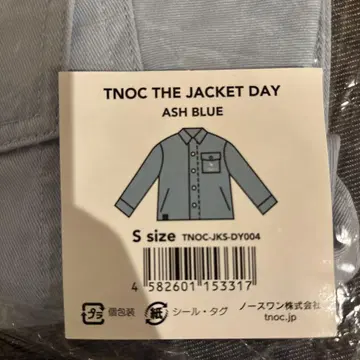 TNOC THE JACKET DAY
ASH BLUE
S size TNOC-JKS-DY004
4 582601 153317
プラ 個包装 紙 シール・タグ ノースワン株式会社
tnoc.jp